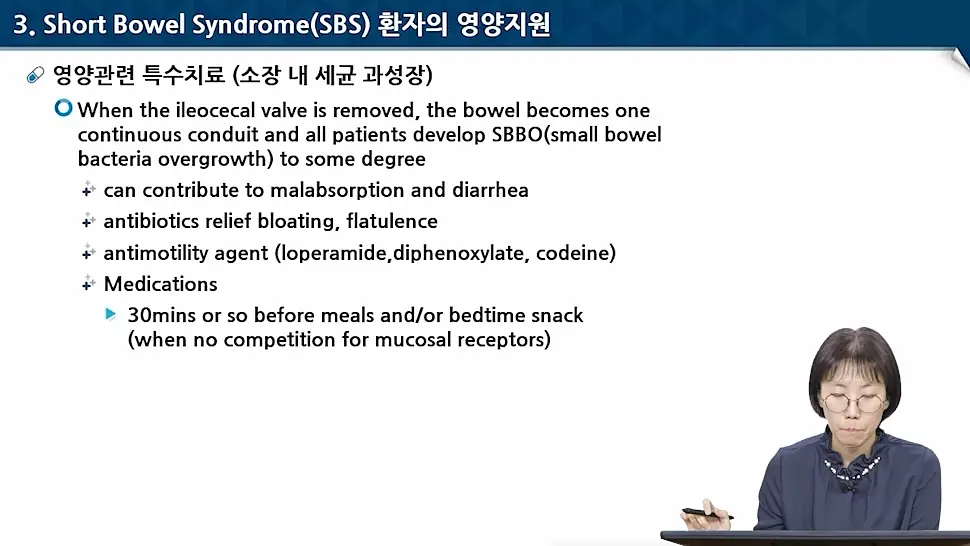 3. Short Bowel Syndrome(SBS) 환자의 영양지원
영양관련 특수치료 (소장 내 세균 과성장)
When the ileocecal valve is removed, the bowel becomes one
continuous conduit and all patients develop SBBO(small bowel
bacteria overgrowth) to some degree
can contribute to malabsorption and diarrhea
antibiotics relief bloating, flatulence
antimotility agent (loperamide,diphenoxylate, codeine)
Medications
30mins or so before meals and/or bedtime snack
(when no competition for mucosal receptors)